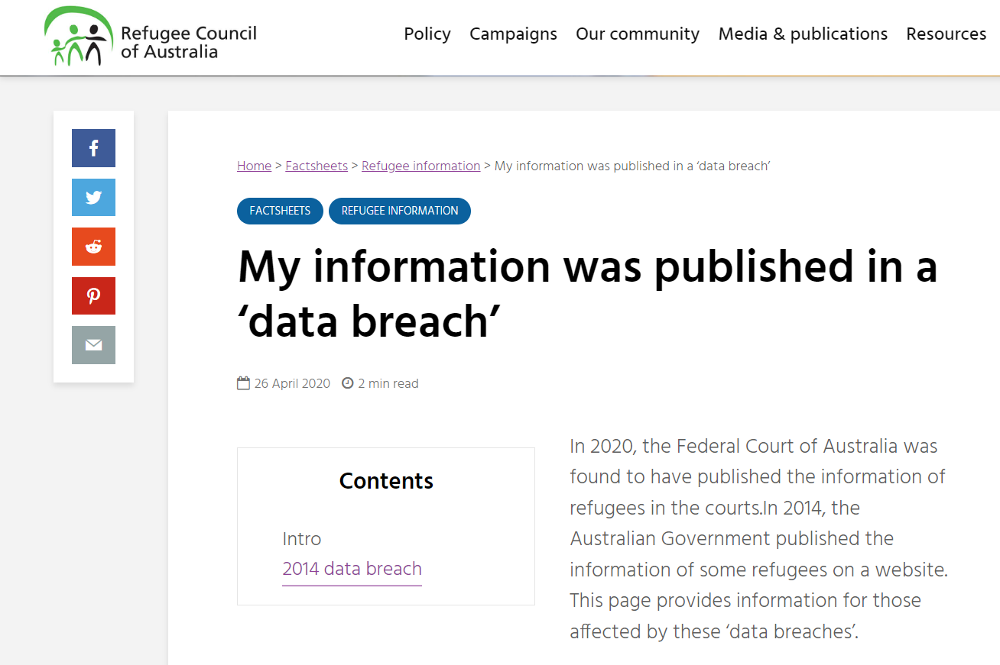 Refugee Council
of Australia
Policy Campaigns Our community Media & publications Resources
Home > Factsheets > Refugee information > My information was published in a ‘data breach’
FACTSHEETS REFUGEE INFORMATION
My information was published in a
‘data breach’
26 April 2020 2 min read
Contents
Intro
2014 data breach
In 2020, the Federal Court of Australia was
found to have published the information of
refugees in the courts.In 2014, the
Australian Government published the
information of some refugees on a website.
This page provides information for those
affected by these ‘data breaches’.